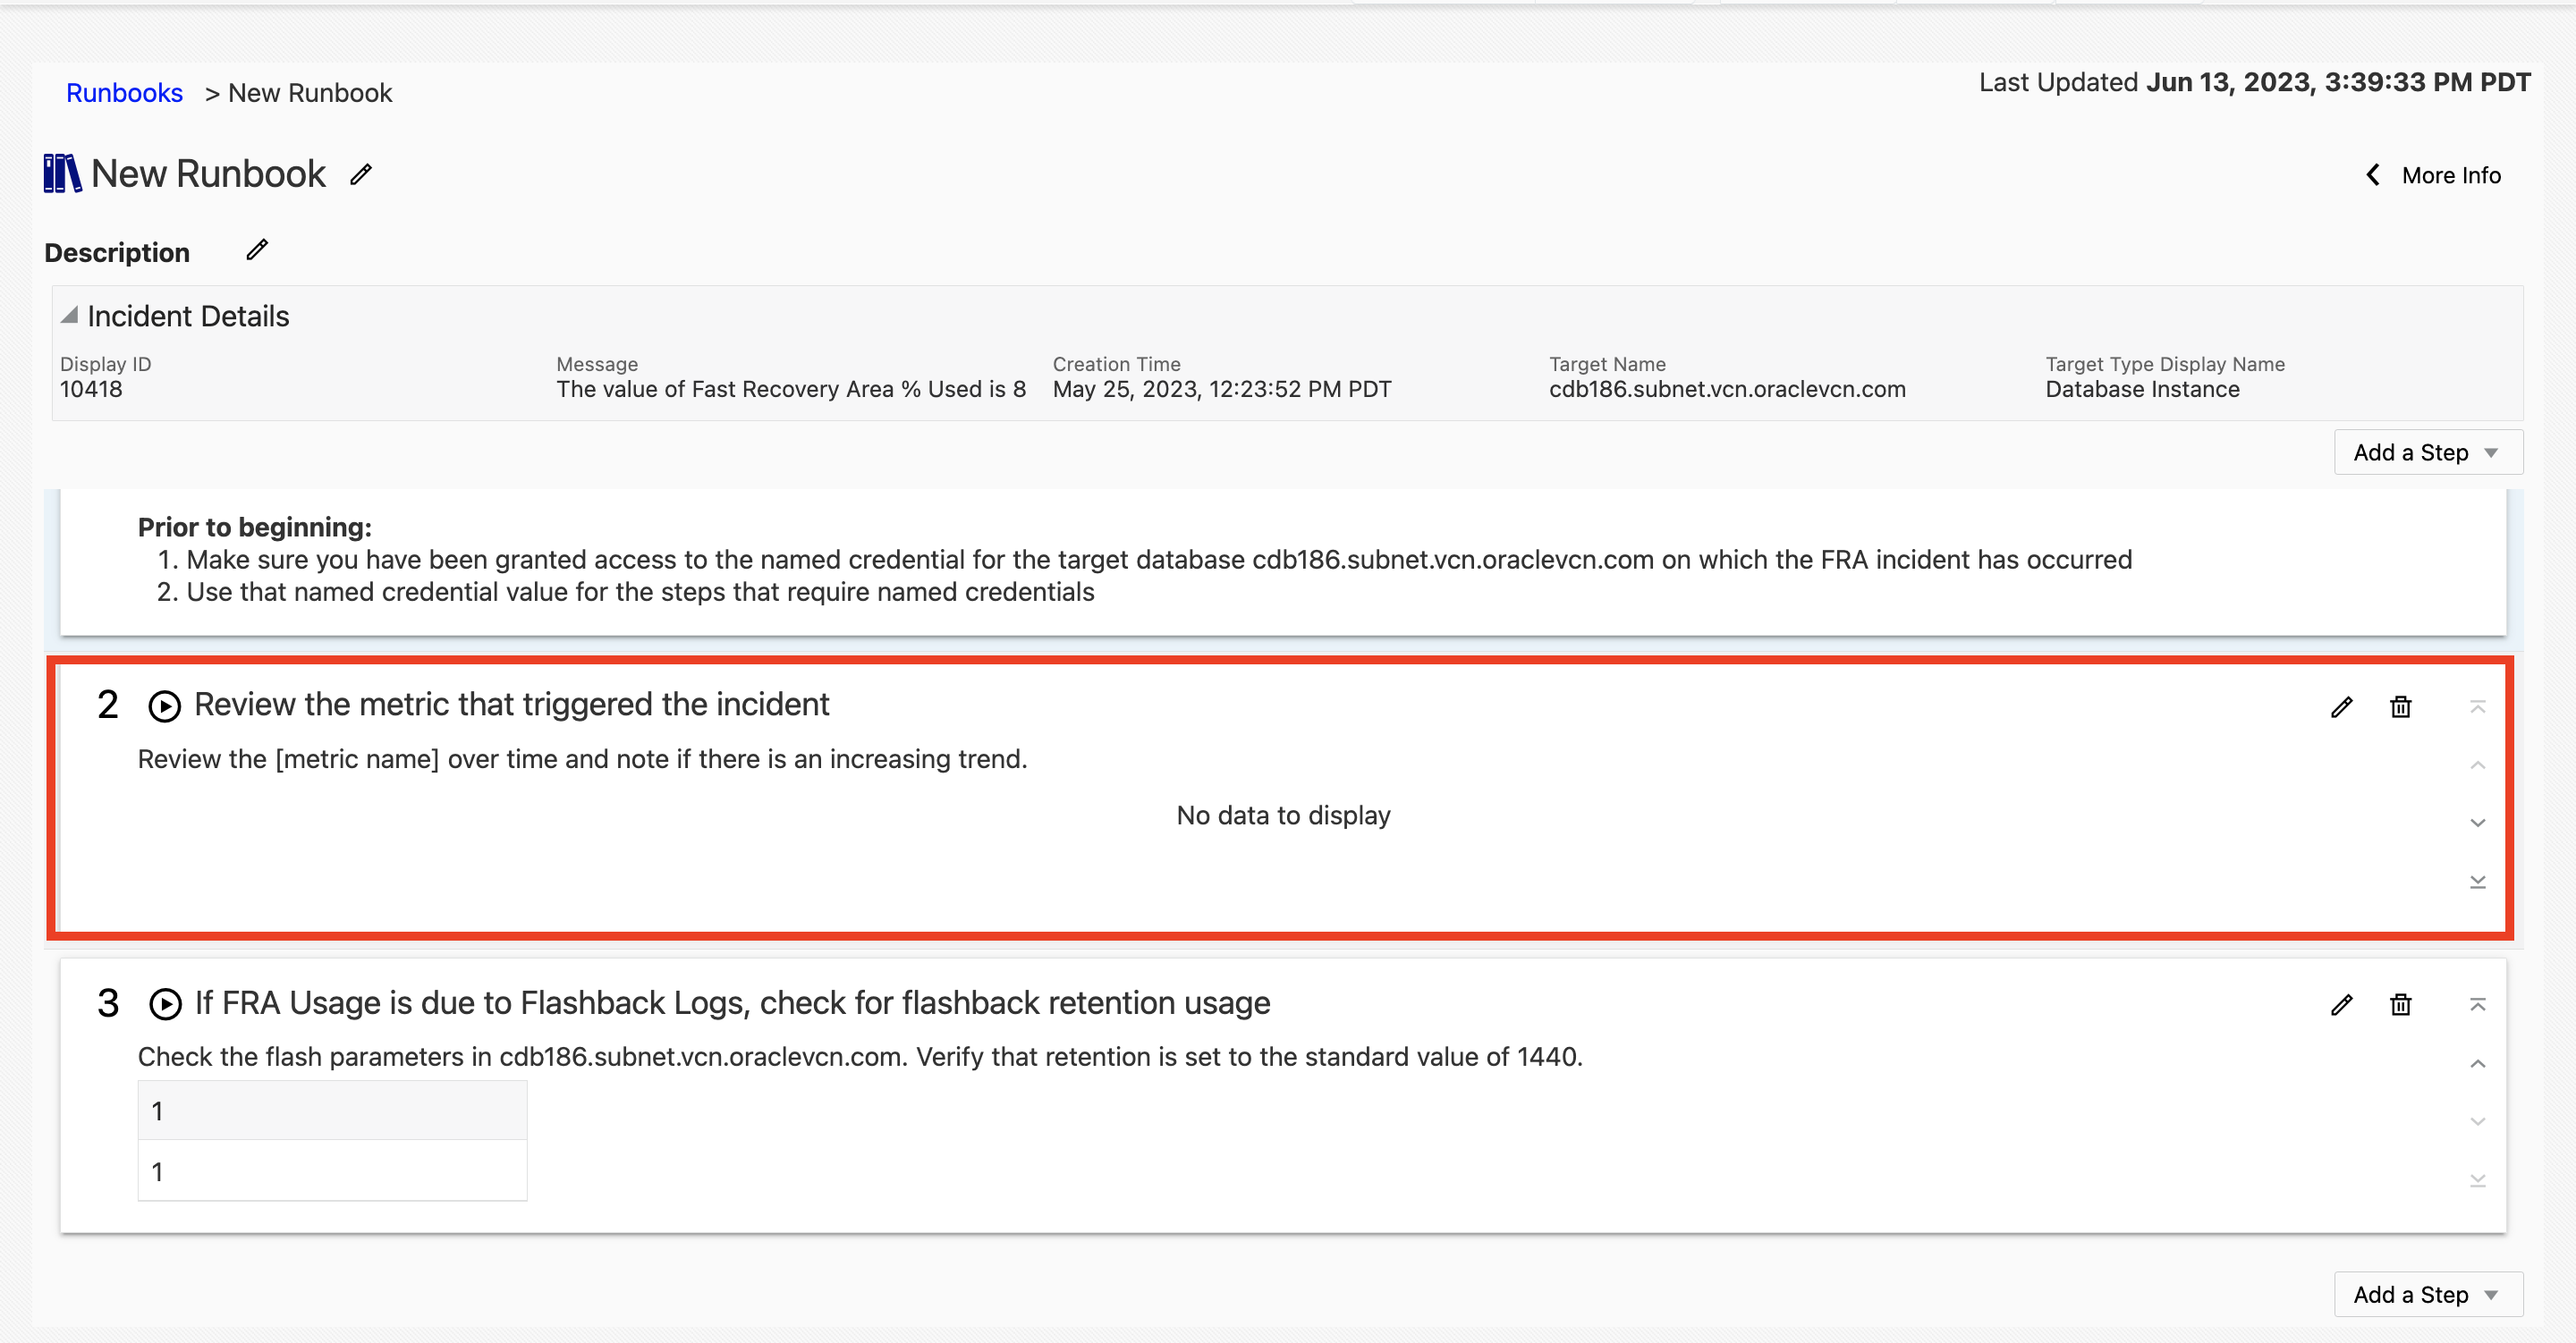 Runbooks > New Runbook
Last Updated Jun 13, 2023, 3:39:33 PM PDT
New Runbook
More Info
Description
Incident Details
Display ID
10418
Message
The value of Fast Recovery Area % Used is 8
Creation Time
May 25, 2023, 12:23:52 PM PDT
Target Name
cdb186.subnet.vcn.oraclevcn.com
Target Type Display Name
Database Instance
Add a Step
Prior to beginning:
1. Make sure you have been granted access to the named credential for the target database cdb186.subnet.vcn.oraclevcn.com on which the FRA incident has occurred
2. Use that named credential value for the steps that require named credentials
2 Review the metric that triggered the incident
Review the [metric name] over time and note if there is an increasing trend.
No data to display
3 If FRA Usage is due to Flashback Logs, check for flashback retention usage
Check the flash parameters in cdb186.subnet.vcn.oraclevcn.com. Verify that retention is set to the standard value of 1440.
1
1
Add a Step